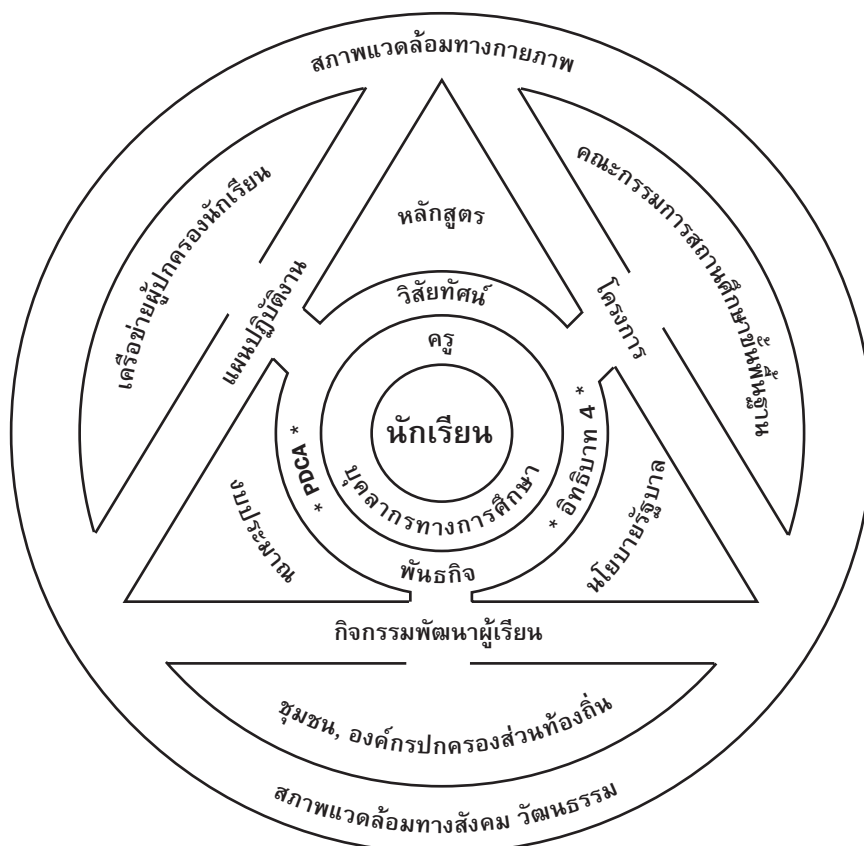 สภาพแวดล้อมทางกายภาพ
เครือข่ายผู้ปกครองนักเรียน
คณะกรรมการสถานศึกษาขั้นพื้นฐาน
หลักสูตร
แผนปฏิบัติงาน
โครงการ
วิสัยทัศน์
ครู
นักเรียน
บุคลากรทางการศึกษา
* PDCA *
* อิทธิบาท 4 *
งบประมาณ
นโยบายรัฐบาล
พันธกิจ
กิจกรรมพัฒนาผู้เรียน
ชุมชน, องค์กรปกครองส่วนท้องถิ่น
สภาพแวดล้อมทางสังคม วัฒนธรรม